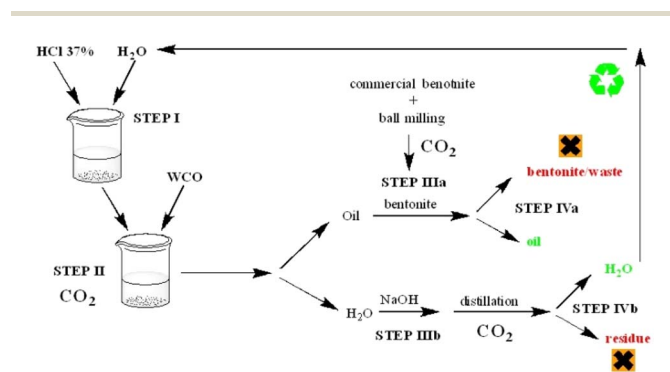 HCl 37% H₂O
commercial benotnite
+
ball milling
STEP I
CO₂
bentonite/waste
WCO
STEP IIIa
bentonite
Oil
STEP IVa
oil
STEP II
CO₂
H₂O
NaOH
distillation
H₂O
STEP IIIb
CO₂
STEP IVb
residue